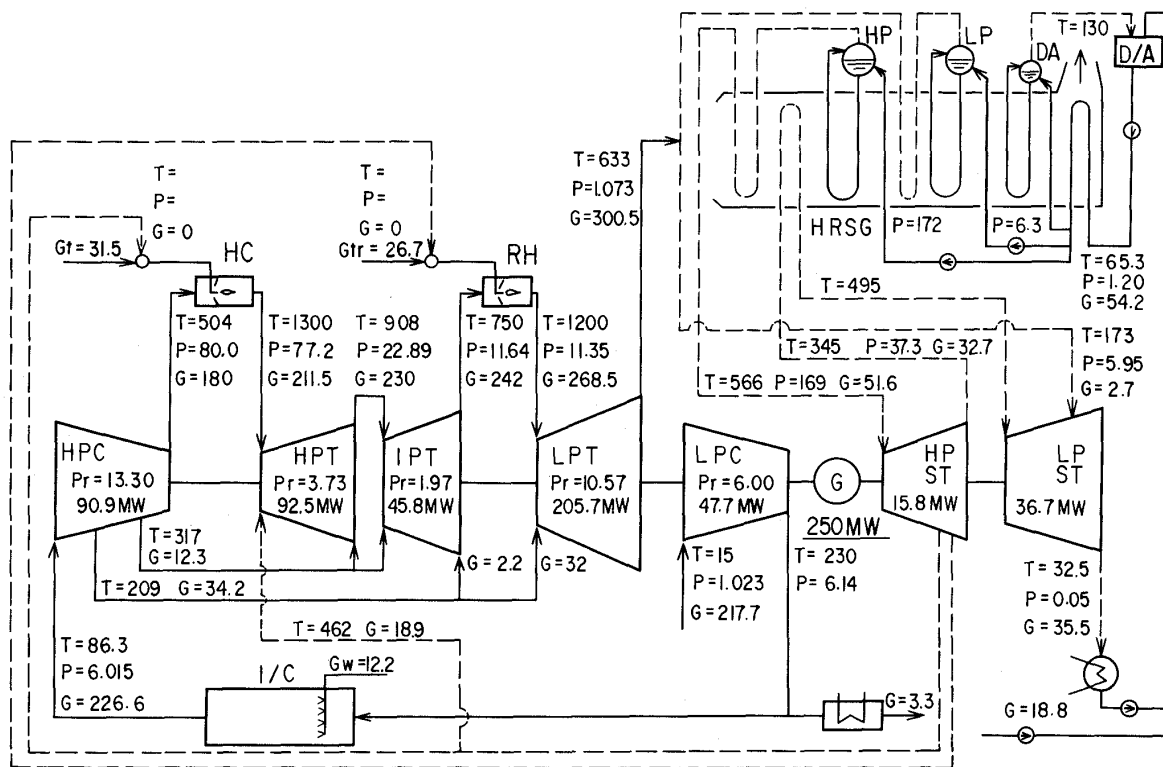 HP
LP
DA
T=130
D/A
HRSG
P=172
P=6.3
T=65.3
P=1.20
G=54.2
T=633
P=1.073
G=300.5
T=
P=
G=0
Gf=31.5
HC
T=
P=
G=0
Gfr=26.7
RH
T=504
P=80.0
G=180
T=1300
P=77.2
G=211.5
T=908
P=22.89
G=230
T=750
P=11.64
G=242
T=1200
P=11.35
G=268.5
T=495
T=345 P=37.3 G=32.7
T=566 P=169 G=51.6
T=173
P=5.95
G=2.7
HPC
Pr=13.30
90.9MW
HPT
Pr=3.73
92.5MW
IPT
Pr=1.97
45.8MW
LPT
Pr=10.57
205.7MW
LPC
Pr=6.00
47.7MW
G
250MW
HP
ST
15.8MW
LP
ST
36.7MW
T=317
G=12.3
T=209 G=34.2
G=2.2
G=32
T=15
P=1.023
G=217.7
T=230
P=6.14
T=32.5
P=0.05
G=35.5
T=462 G=18.9
T=86.3
P=6.015
G=226.6
I/C
Gw=12.2
G=3.3
G=18.8